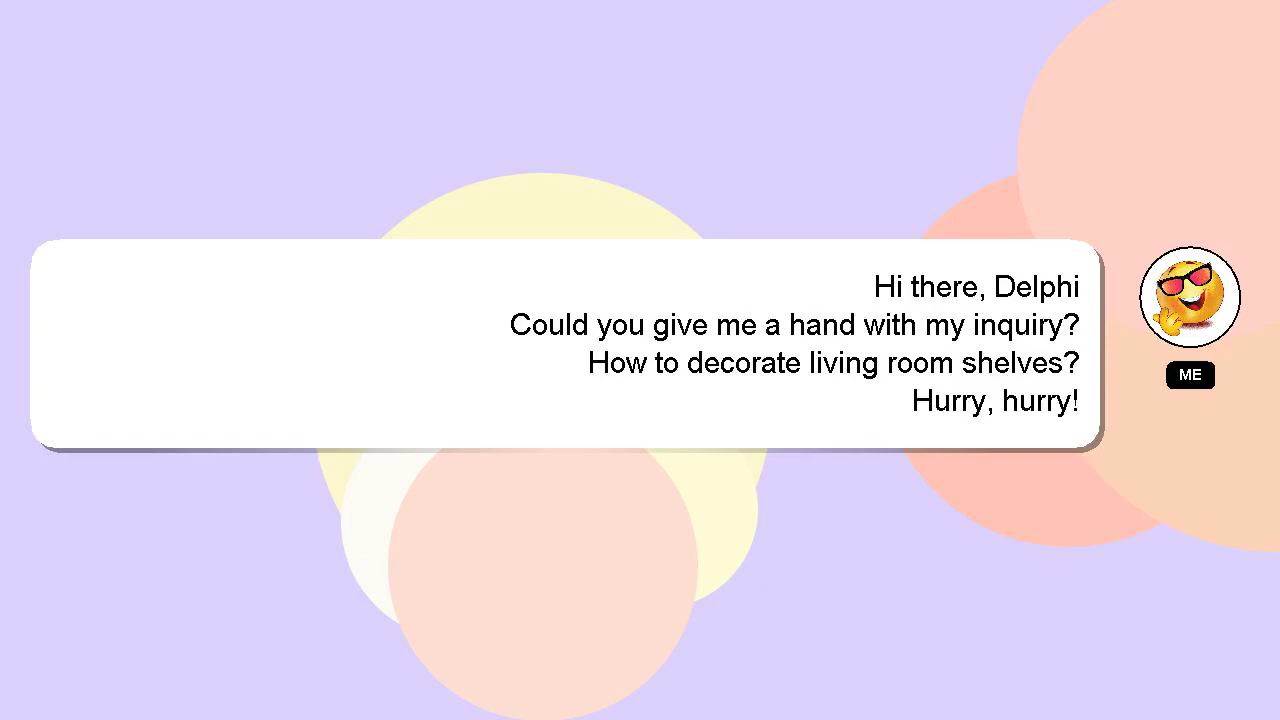 Hi there, Delphi
Could you give me a hand with my inquiry?
How to decorate living room shelves?
Hurry, hurry!
ME